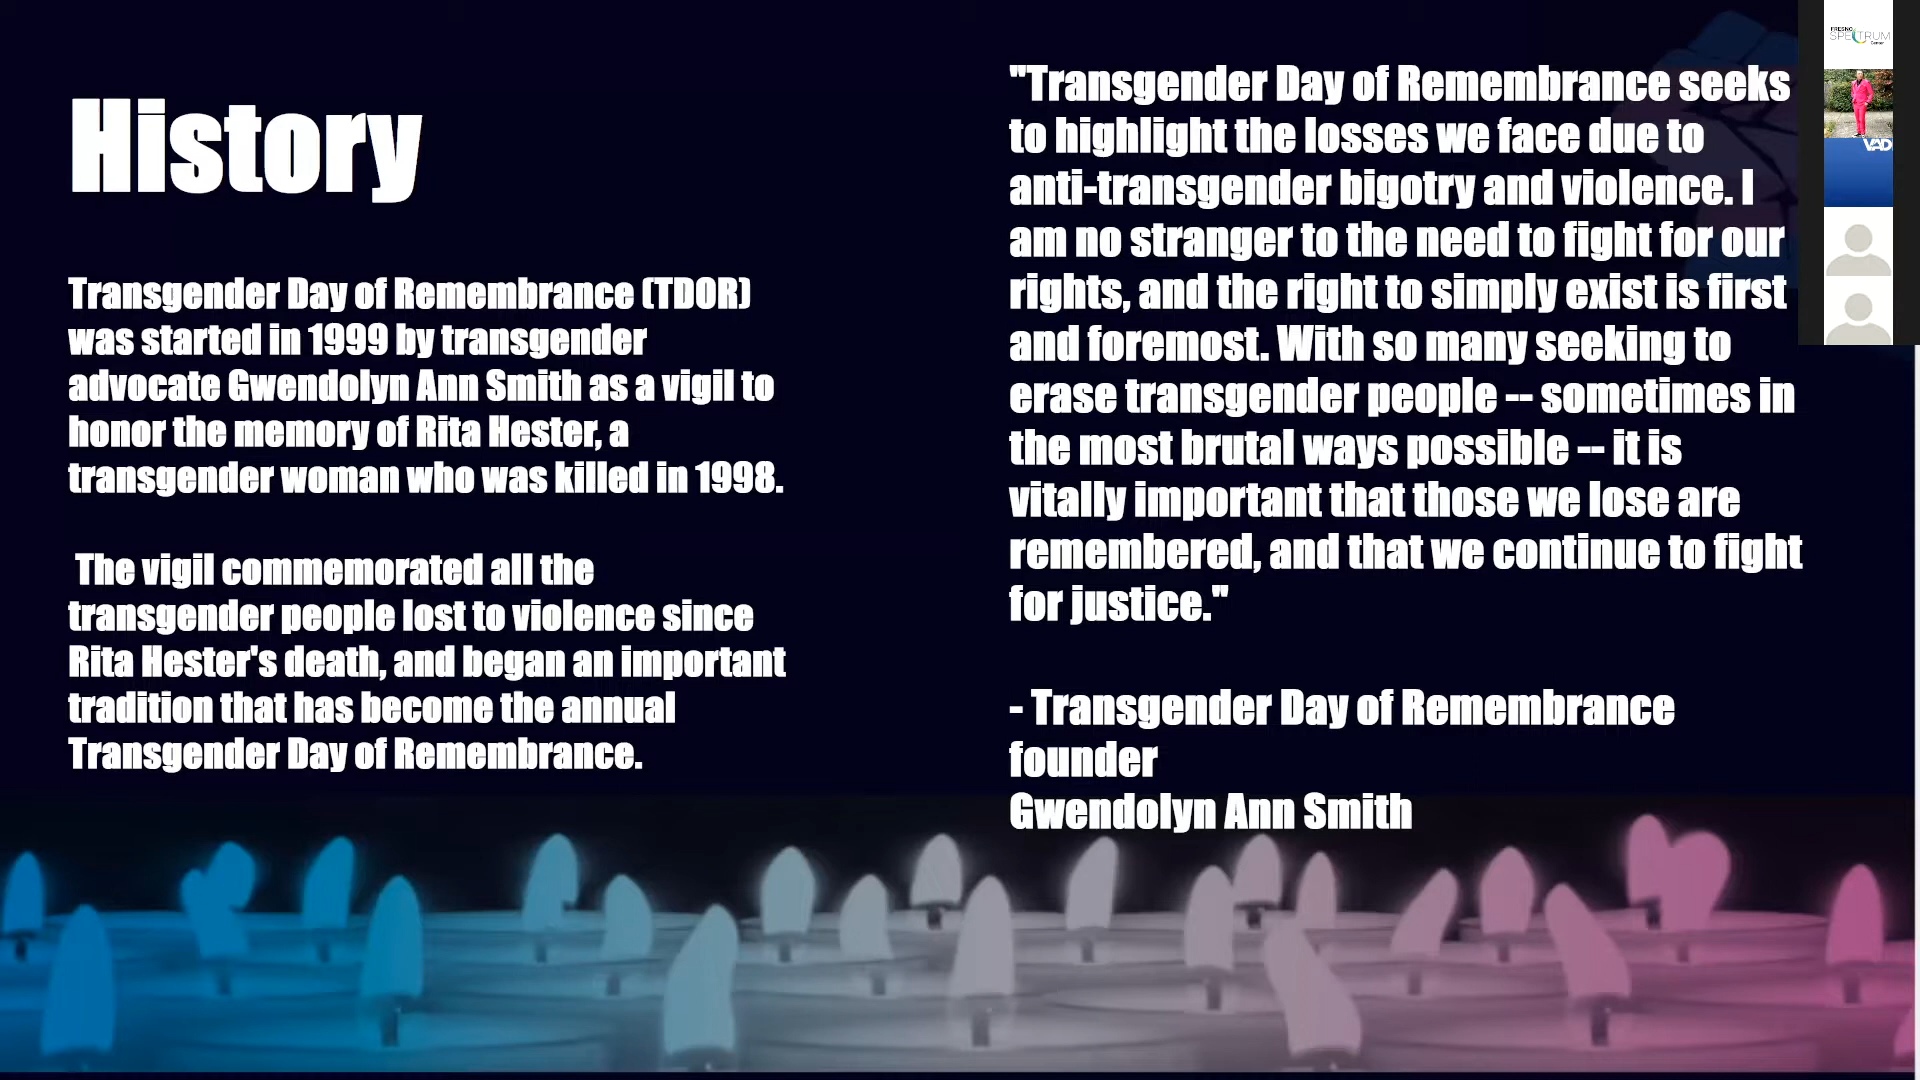 History
Transgender Day of Remembrance (TDOR)
was started in 1999 by transgender
advocate Gwendolyn Ann Smith as a vigil to
honor the memory of Rita Hester, a
transgender woman who was killed in 1998.
The vigil commemorated all the
transgender people lost to violence since
Rita Hester's death, and began an important
tradition that has become the annual
Transgender Day of Remembrance.
"Transgender Day of Remembrance seeks
to highlight the losses we face due to
anti-transgender bigotry and violence. I
am no stranger to the need to fight for our
rights, and the right to simply exist is first
and foremost. With so many seeking to
erase transgender people -- sometimes in
the most brutal ways possible -- it is
vitally important that those we lose are
remembered, and that we continue to fight
for justice."
- Transgender Day of Remembrance
founder
Gwendolyn Ann Smith
FRESNO
SPECTRUM
Center
VAD